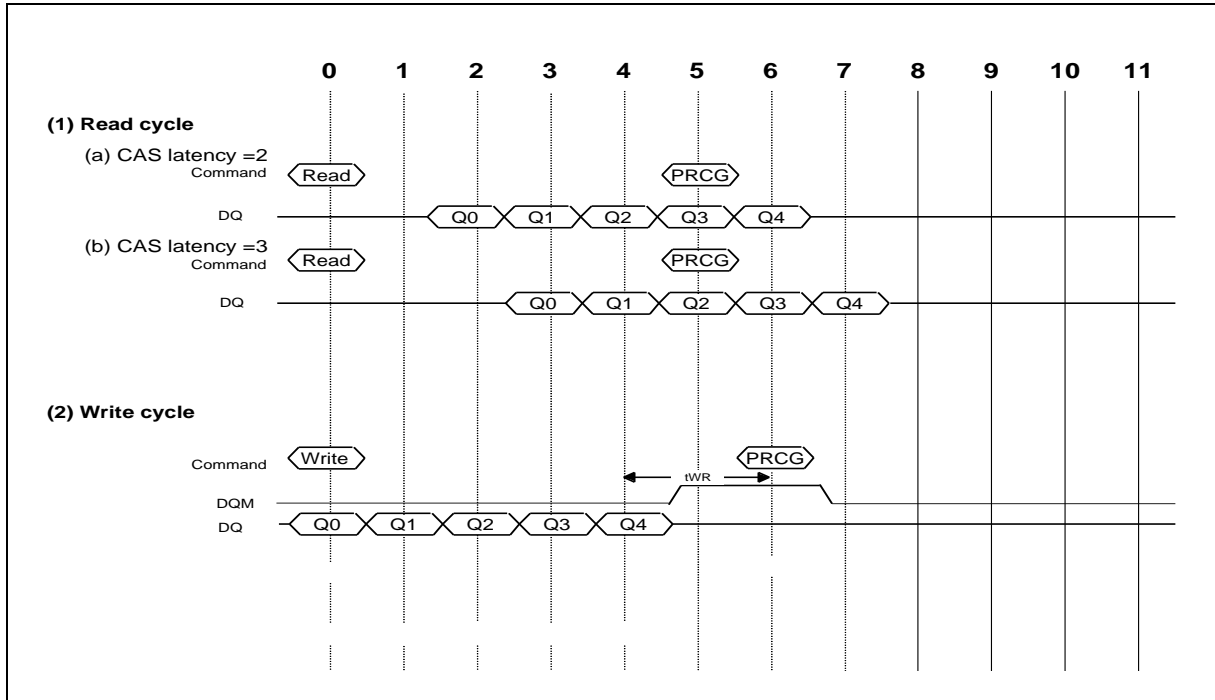 0 1 2 3 4 5 6 7 8 9 10 11
(1) Read cycle
(a) CAS latency =2
Command Read PRCG
DQ Q0 Q1 Q2 Q3 Q4
(b) CAS latency =3
Command Read PRCG
DQ Q0 Q1 Q2 Q3 Q4
(2) Write cycle
Command Write PRCG
tWR
DQM
DQ Q0 Q1 Q2 Q3 Q4